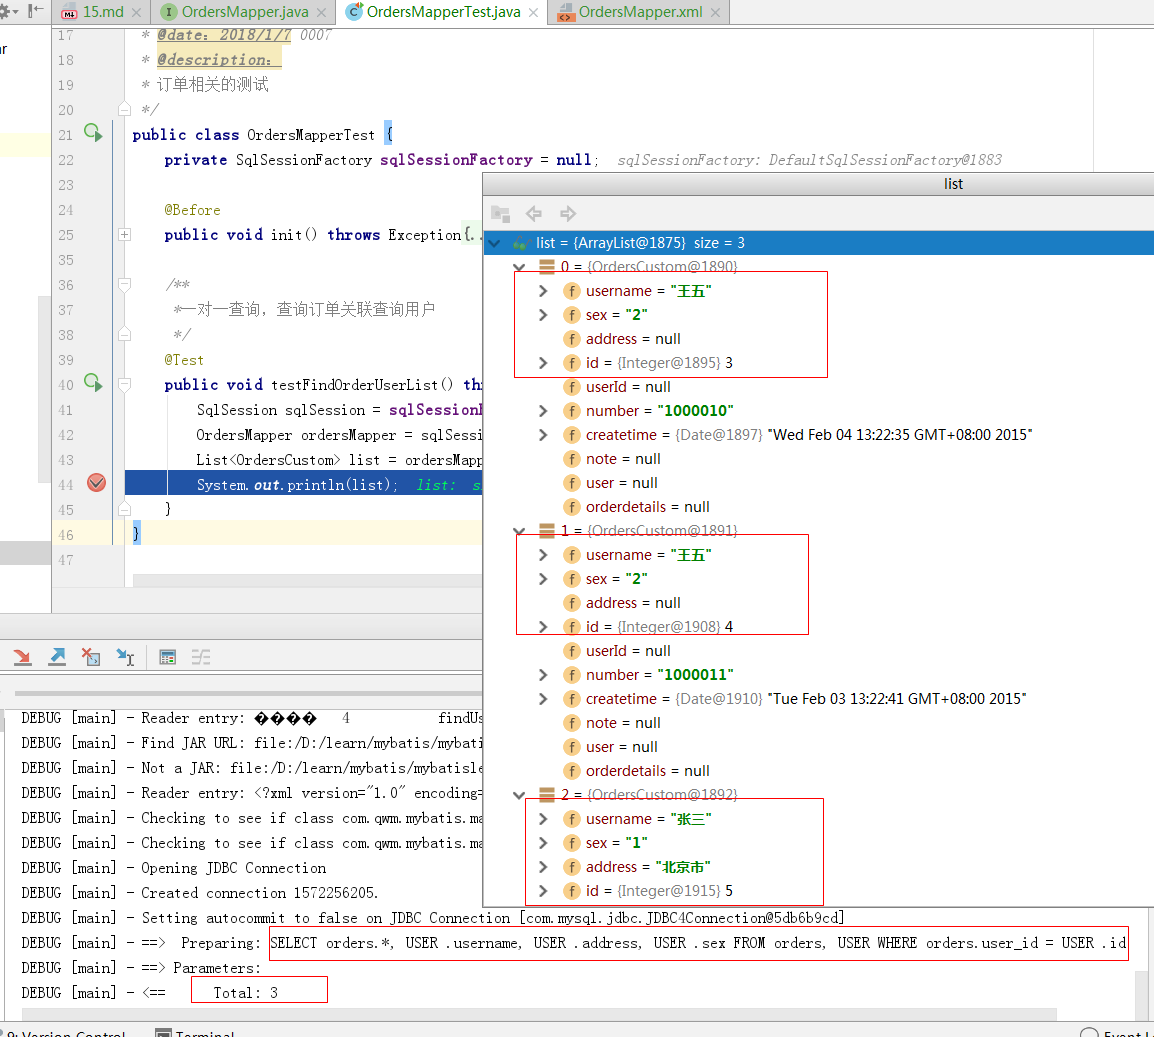 15.md
OrdersMapper.java
OrdersMapperTest.java
OrdersMapper.xml
ar
17 * @date: 2018/1/7 0007
18 * @description:
19 * 订单相关的测试
20 */
21 public class OrdersMapperTest {
22 private SqlSessionFactory sqlSessionFactory = null; sqlSessionFactory: DefaultSqlSessionFactory@1883
23
24 @Before
25 public void init() throws Exception{..
35
36 /**
37 *一对一查询，查询订单关联查询用户
38 */
39 @Test
40 public void testFindOrderUserList() th
41 SqlSession sqlSession = sqlSession
42 OrdersMapper ordersMapper = sqlSessi
43 List<OrdersCustom> list = ordersMapp
44 System.out.println(list); list: s
45 }
46 }
47
list
list = {ArrayList@1875} size = 3
0 = {OrdersCustom@1890}
username = "王五"
sex = "2"
address = null
id = {Integer@1895} 3
userId = null
number = "1000010"
createtime = {Date@1897} "Wed Feb 04 13:22:35 GMT+08:00 2015"
note = null
user = null
orderdetails = null
1 = {OrdersCustom@1891}
username = "王五"
sex = "2"
address = null
id = {Integer@1908} 4
userId = null
number = "1000011"
createtime = {Date@1910} "Tue Feb 03 13:22:41 GMT+08:00 2015"
note = null
user = null
orderdetails = null
2 = {OrdersCustom@1892}
username = "张三"
sex = "1"
address = "北京市"
id = {Integer@1915} 5
DEBUG [main] - Reader entry: ���� 4 findUs
DEBUG [main] - Find JAR URL: file:/D:/learn/mybatis/mybati
DEBUG [main] - Not a JAR: file:/D:/learn/mybatis/mybatisle
DEBUG [main] - Reader entry: <?xml version="1.0" encoding=
DEBUG [main] - Checking to see if class com.qwm.mybatis.ma
DEBUG [main] - Checking to see if class com.qwm.mybatis.ma
DEBUG [main] - Opening JDBC Connection
DEBUG [main] - Created connection 1572256205.
DEBUG [main] - Setting autocommit to false on JDBC Connection [com.mysql.jdbc.JDBC4Connection@5db6b9cd]
DEBUG [main] - ==> Preparing: SELECT orders.*, USER .username, USER .address, USER .sex FROM orders, USER WHERE orders.user_id = USER .id
DEBUG [main] - ==> Parameters:
DEBUG [main] - <== Total: 3
9: Version Control
Terminal
Event L